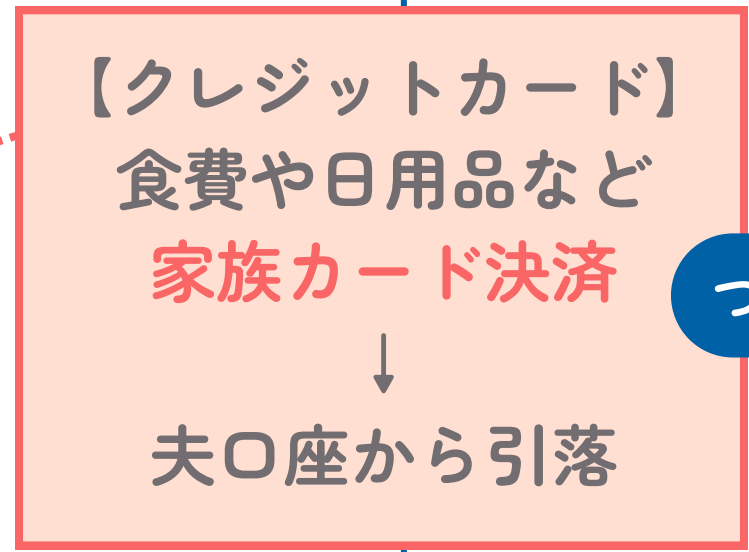 【クレジットカード】
食費や日用品など
家族カード決済
↓
夫口座から引落
つ